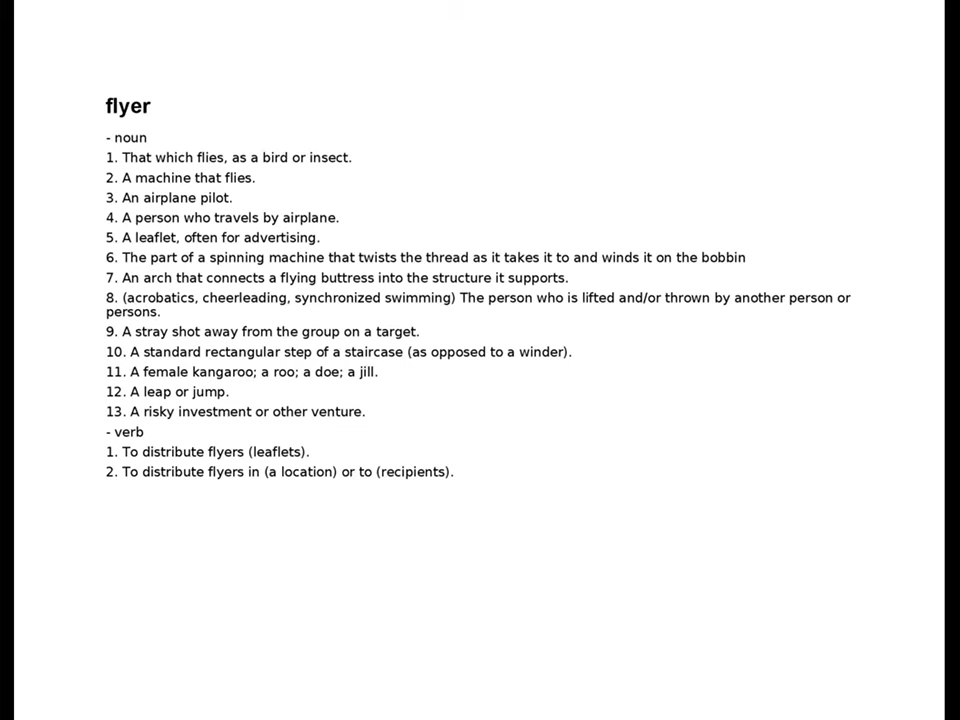 flyer
- noun
1. That which flies, as a bird or insect.
2. A machine that flies.
3. An airplane pilot.
4. A person who travels by airplane.
5. A leaflet, often for advertising.
6. The part of a spinning machine that twists the thread as it takes it to and winds it on the bobbin
7. An arch that connects a flying buttress into the structure it supports.
8. (acrobatics, cheerleading, synchronized swimming) The person who is lifted and/or thrown by another person or
persons.
9. A stray shot away from the group on a target.
10. A standard rectangular step of a staircase (as opposed to a winder).
11. A female kangaroo; a roo; a doe; a jill.
12. A leap or jump.
13. A risky investment or other venture.
- verb
1. To distribute flyers (leaflets).
2. To distribute flyers in (a location) or to (recipients).